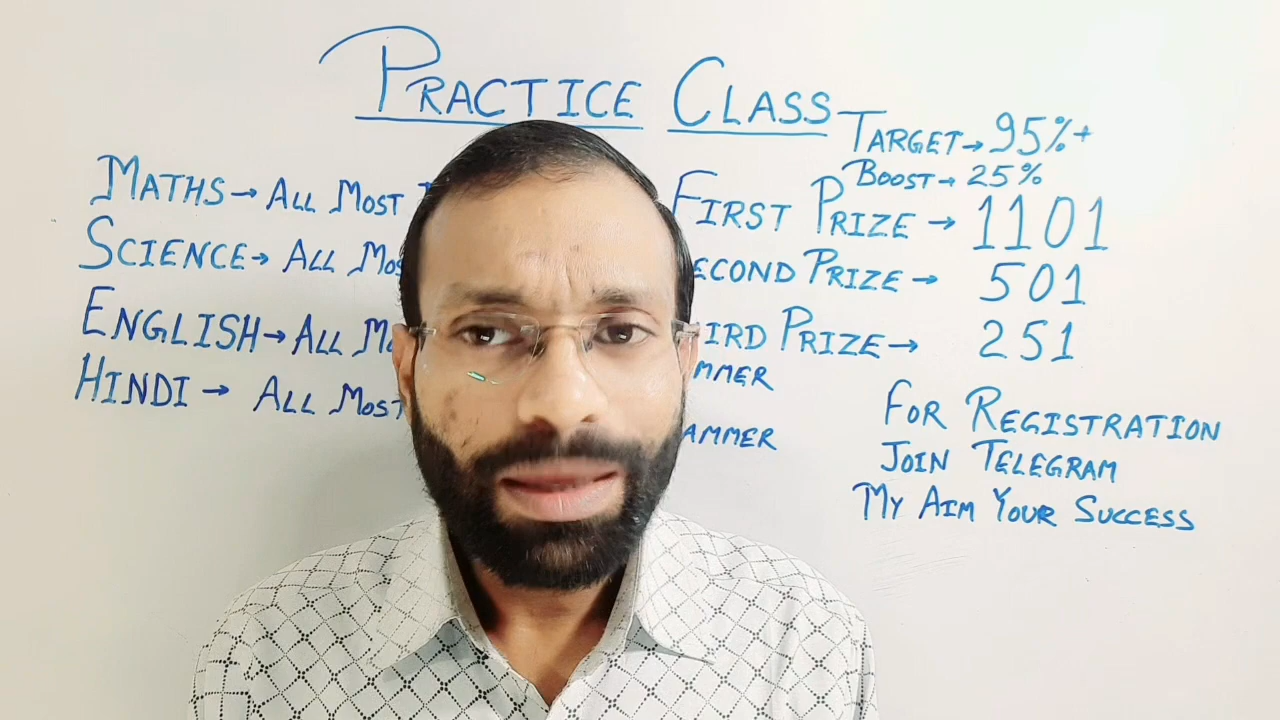 PRACTICE CLASS
TARGET→ 95%+
BOOST→ 25%
MATHS→ ALL MOST
SCIENCE→ ALL MOS
ENGLISH→ ALL M
HINDI → ALL MOST
FIRST PRIZE → 1101
ECOND PRIZE → 501
IRD PRIZE→ 251
MMER
AMMER
FOR REGISTRATION
JOIN TELEGRAM
MY AIM YOUR SUCCESS